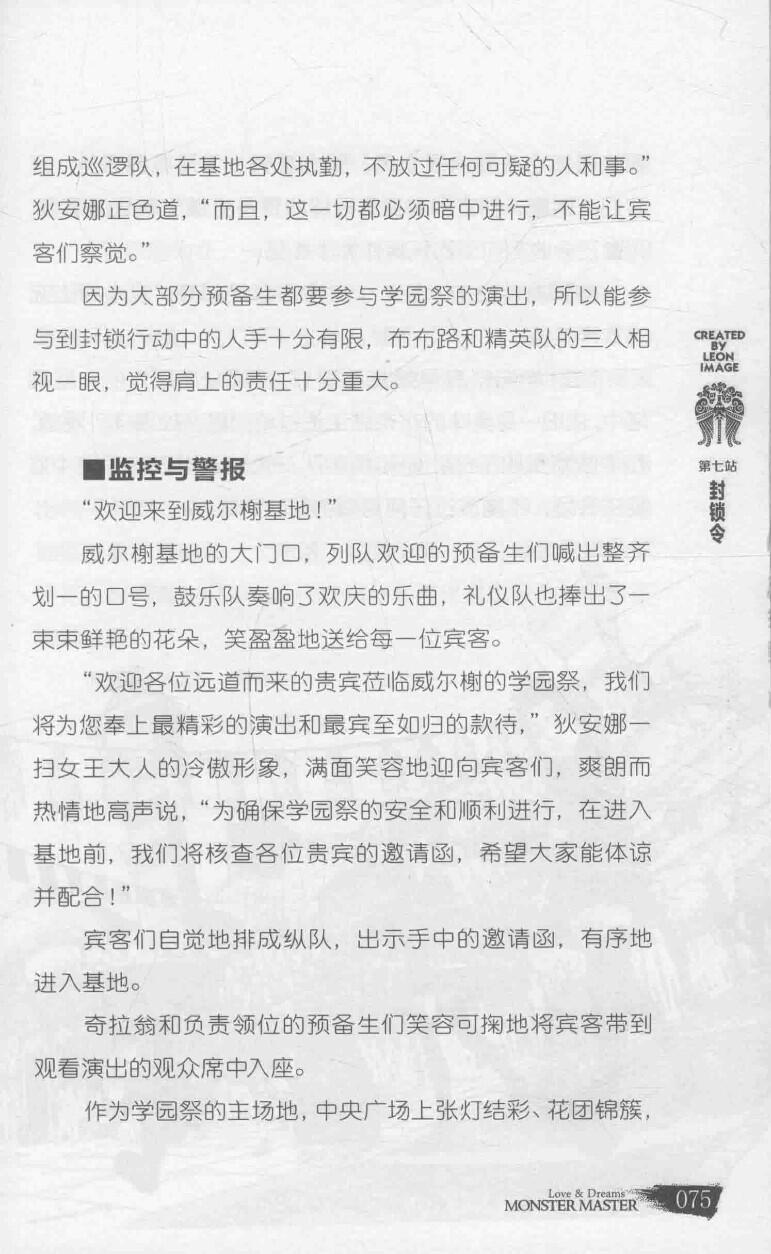 组成巡逻队，在基地各处执勤，不放过任何可疑的人和事。”
狄安娜正色道，“而且，这一切都必须暗中进行，不能让宾
客们察觉。”
因为大部分预备生都要参与学园祭的演出，所以能参
与到封锁行动中的人手十分有限，布布路和精英队的三人相
视一眼，觉得肩上的责任十分重大。
■监控与警报
“欢迎来到威尔榭基地！”
威尔榭基地的大门口，列队欢迎的预备生们喊出整齐
划一的口号，鼓乐队奏响了欢庆的乐曲，礼仪队也捧出了一
束束鲜艳的花朵，笑盈盈地送给每一位宾客。
“欢迎各位远道而来的贵宾莅临威尔榭的学园祭，我们
将为您奉上最精彩的演出和最宾至如归的款待，”狄安娜一
扫女王大人的冷傲形象，满面笑容地迎向宾客们，爽朗而
热情地高声说，“为确保学园祭的安全和顺利进行，在进入
基地前，我们将核查各位贵宾的邀请函，希望大家能体谅
并配合！”
宾客们自觉地排成纵队，出示手中的邀请函，有序地
进入基地。
奇拉翁和负责领位的预备生们笑容可掬地将宾客带到
观看演出的观众席中入座。
作为学园祭的主场地，中央广场上张灯结彩、花团锦簇，
CREATED
BY
LEON
IMAGE
第七站
封锁令
Love & Dreams
MONSTER MASTER
075